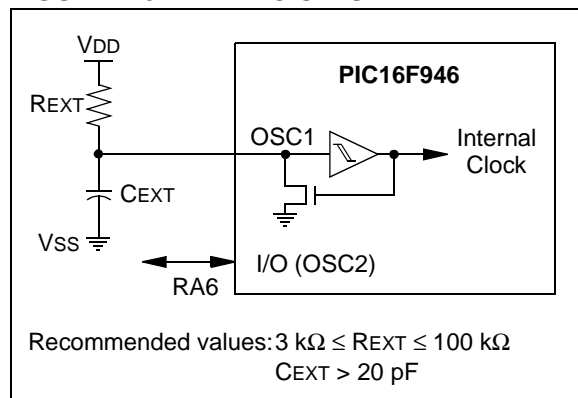 VDD
PIC16F946
REXT
OSC1
Internal
Clock
CEXT
VSS
I/O (OSC2)
RA6
Recommended values: 3 kΩ ≤ REXT ≤ 100 kΩ
CEXT > 20 pF